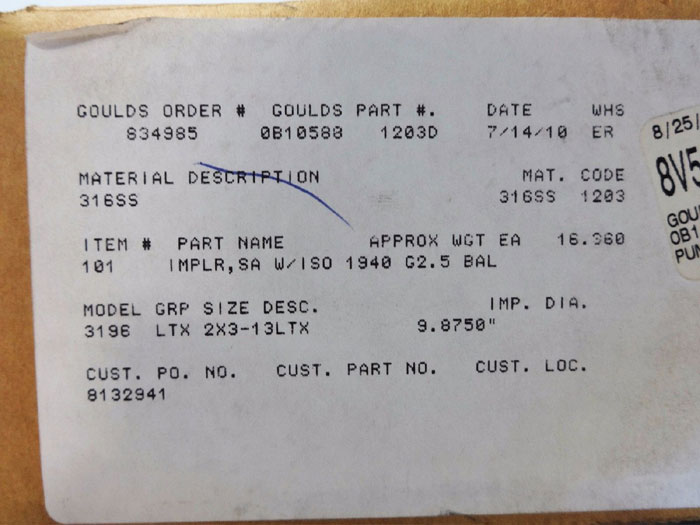 GOULDS ORDER # GOULDS PART #. DATE WHS
834985 0B10588 1203D 7/14/10 ER
MATERIAL DESCRIPTION MAT. CODE
316SS 316SS 1203
ITEM # PART NAME APPROX WGT EA 16.960
101 IMPLR,SA W/ISO 1940 G2.5 BAL
MODEL GRP SIZE DESC. IMP. DIA.
3196 LTX 2X3-13LTX 9.8750"
CUST. PO. NO. CUST. PART NO. CUST. LOC.
8132941
8/25/
8V5
GOUL
OB1
PUM